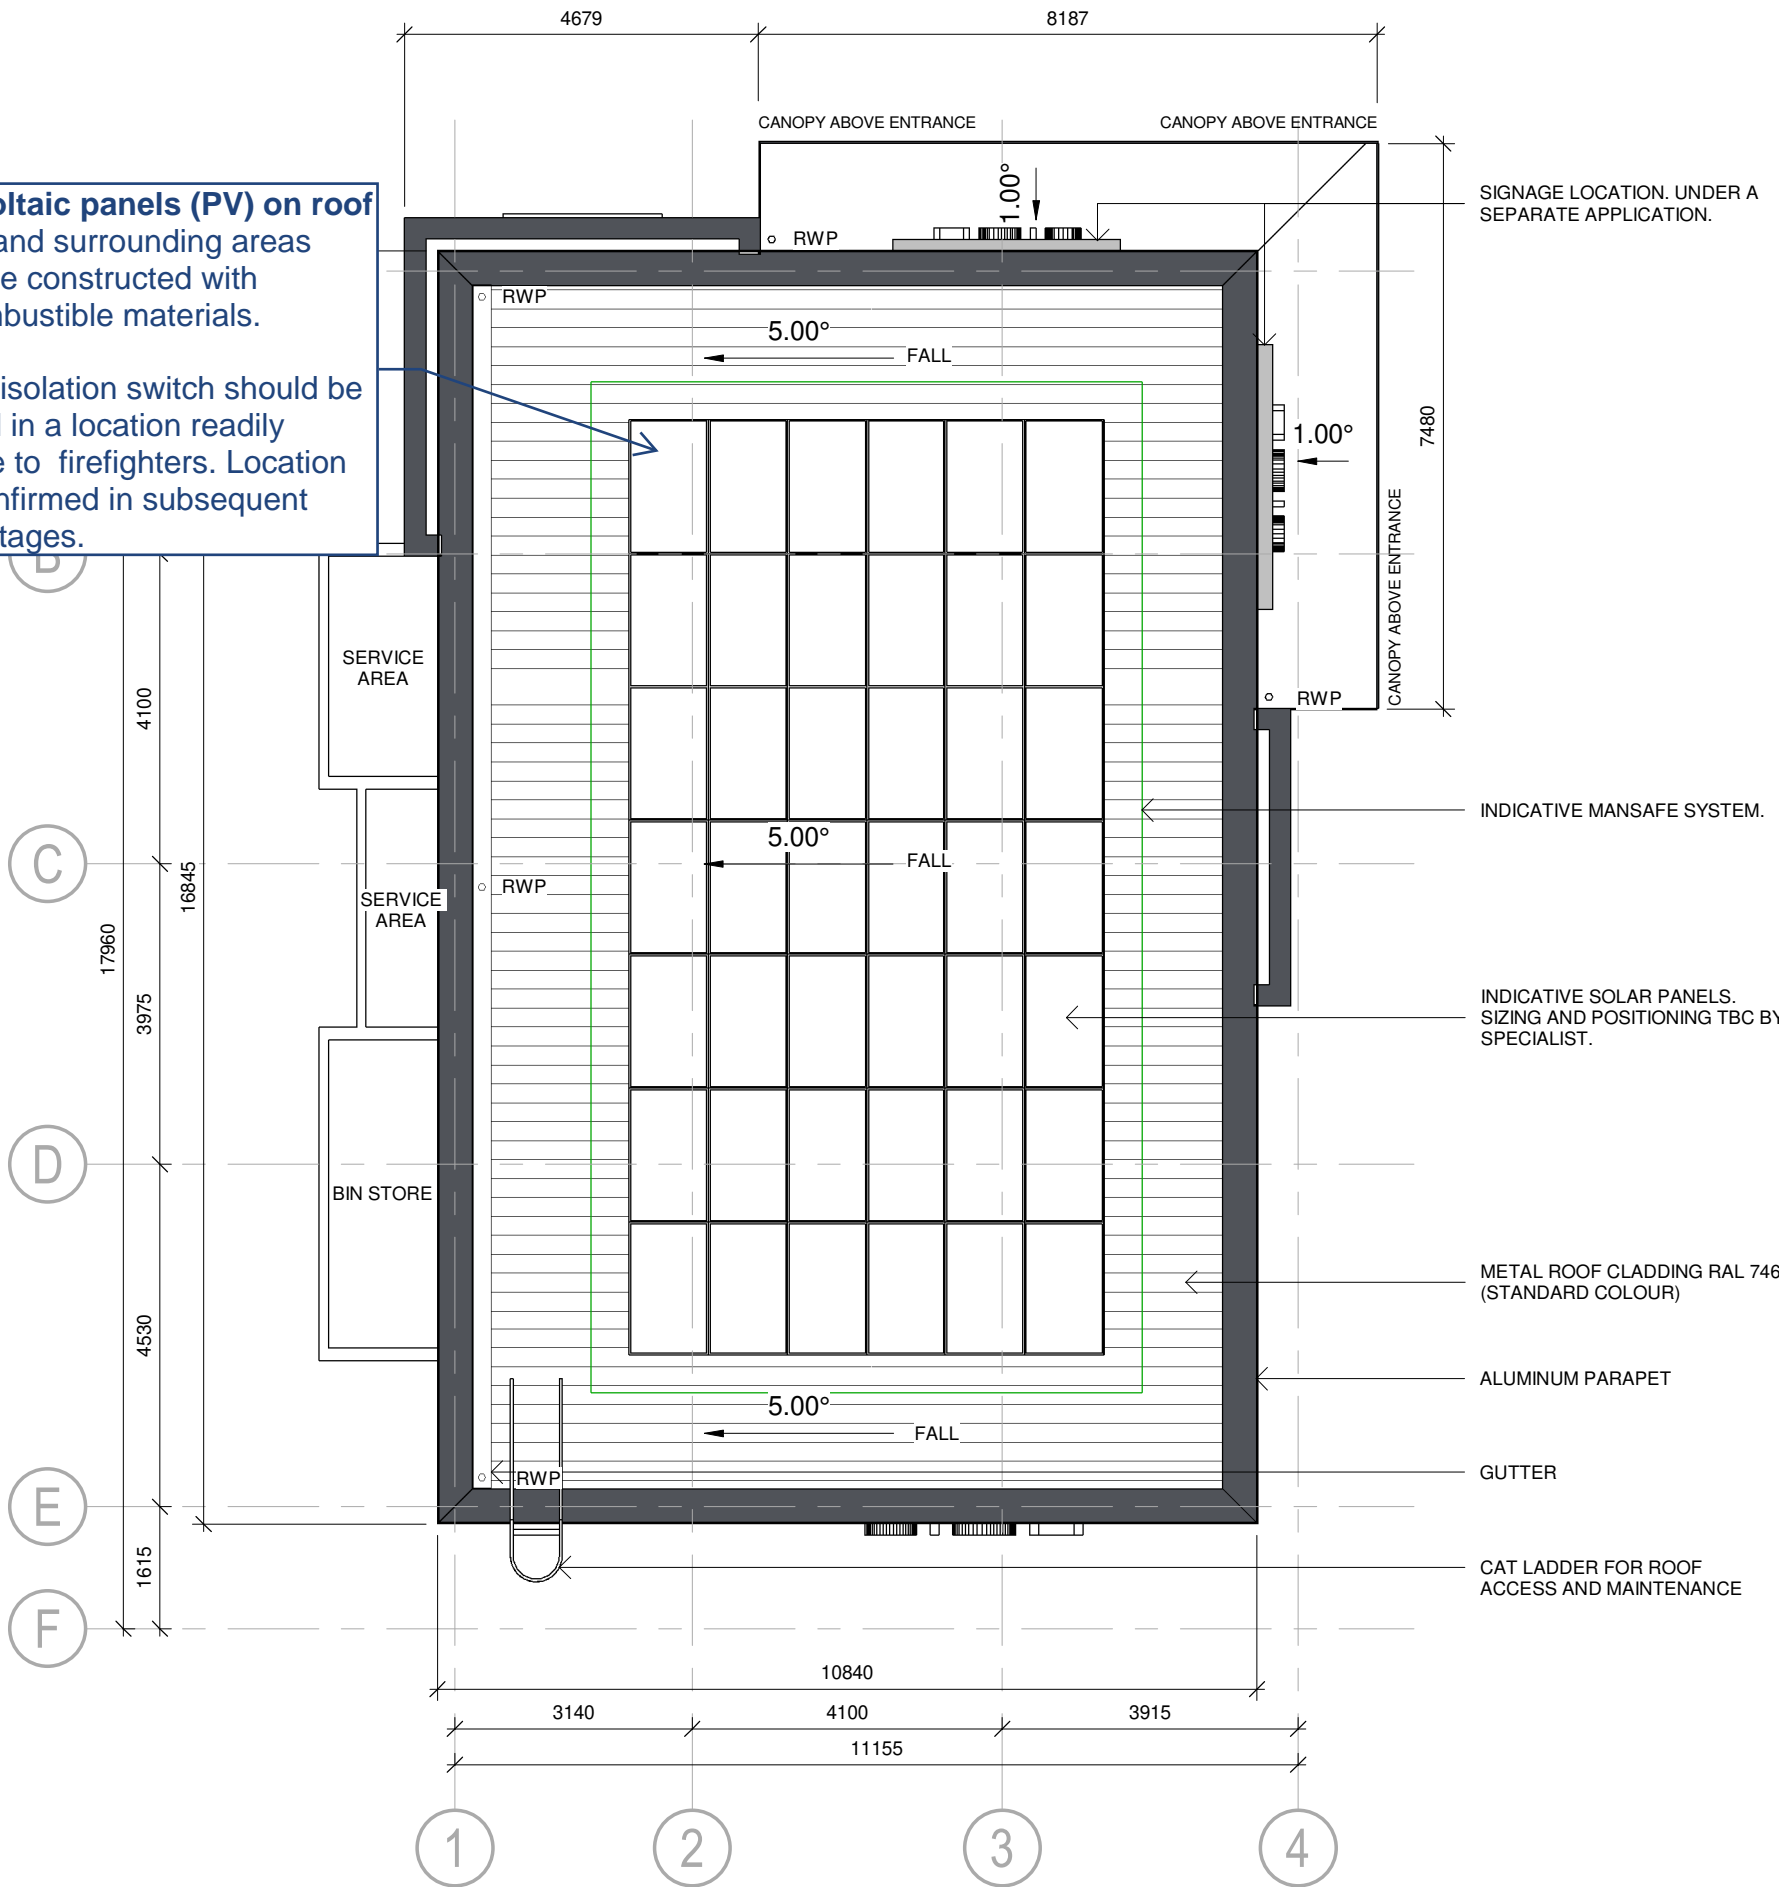 4679
8187
CANOPY ABOVE ENTRANCE
CANOPY ABOVE ENTRANCE
oltaic panels (PV) on roof
and surrounding areas
e constructed with
nbustible materials.
isolation switch should be
in a location readily
e to firefighters. Location
nfirmed in subsequent
tages.
1.00°
SIGNAGE LOCATION. UNDER A
SEPARATE APPLICATION.
RWP
RWP
5.00°
FALL
7480
1.00°
CANOPY ABOVE ENTRANCE
RWP
B
SERVICE
AREA
4100
INDICATIVE MANSAFE SYSTEM.
C
5.00°
FALL
16845
RWP
SERVICE
AREA
17960
3975
INDICATIVE SOLAR PANELS.
SIZING AND POSITIONING TBC BY
SPECIALIST.
D
BIN STORE
METAL ROOF CLADDING RAL 746
(STANDARD COLOUR)
4530
ALUMINUM PARAPET
5.00°
FALL
RWP
GUTTER
E
1615
CAT LADDER FOR ROOF
ACCESS AND MAINTENANCE
F
10840
3140
4100
3915
11155
1
2
3
4